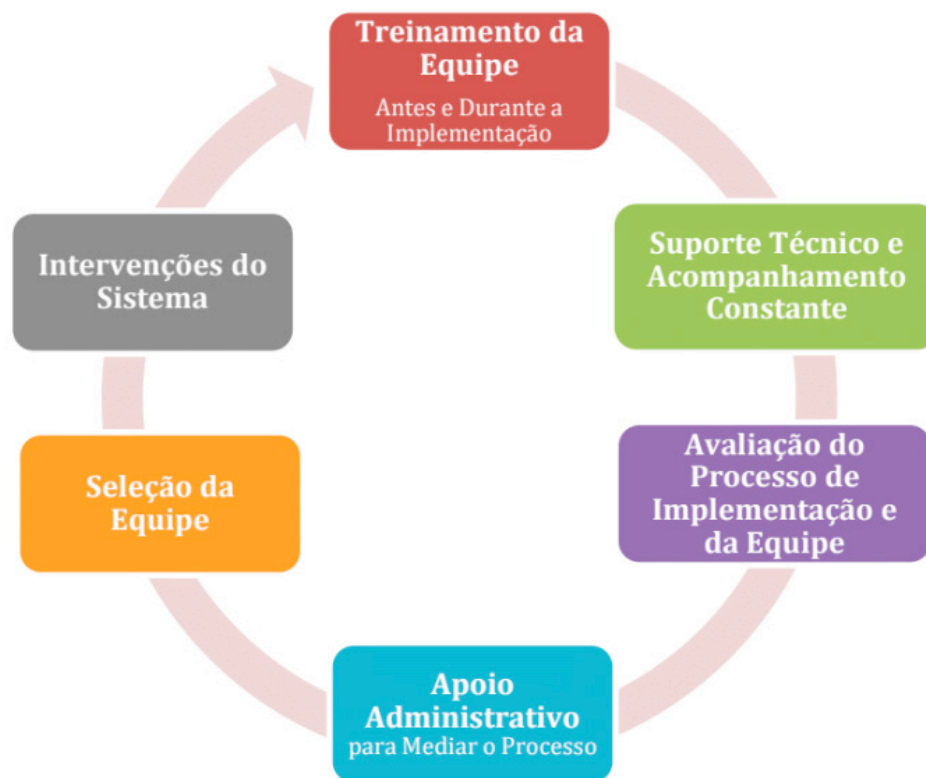 Treinamento da
Equipe
Antes e Durante a
Implementação
Suporte Técnico e
Acompanhamento
Constante
Avaliação do
Processo de
Implementação e
da Equipe
Apoio
Administrativo
para Mediar o Processo
Seleção da
Equipe
Intervenções do
Sistema